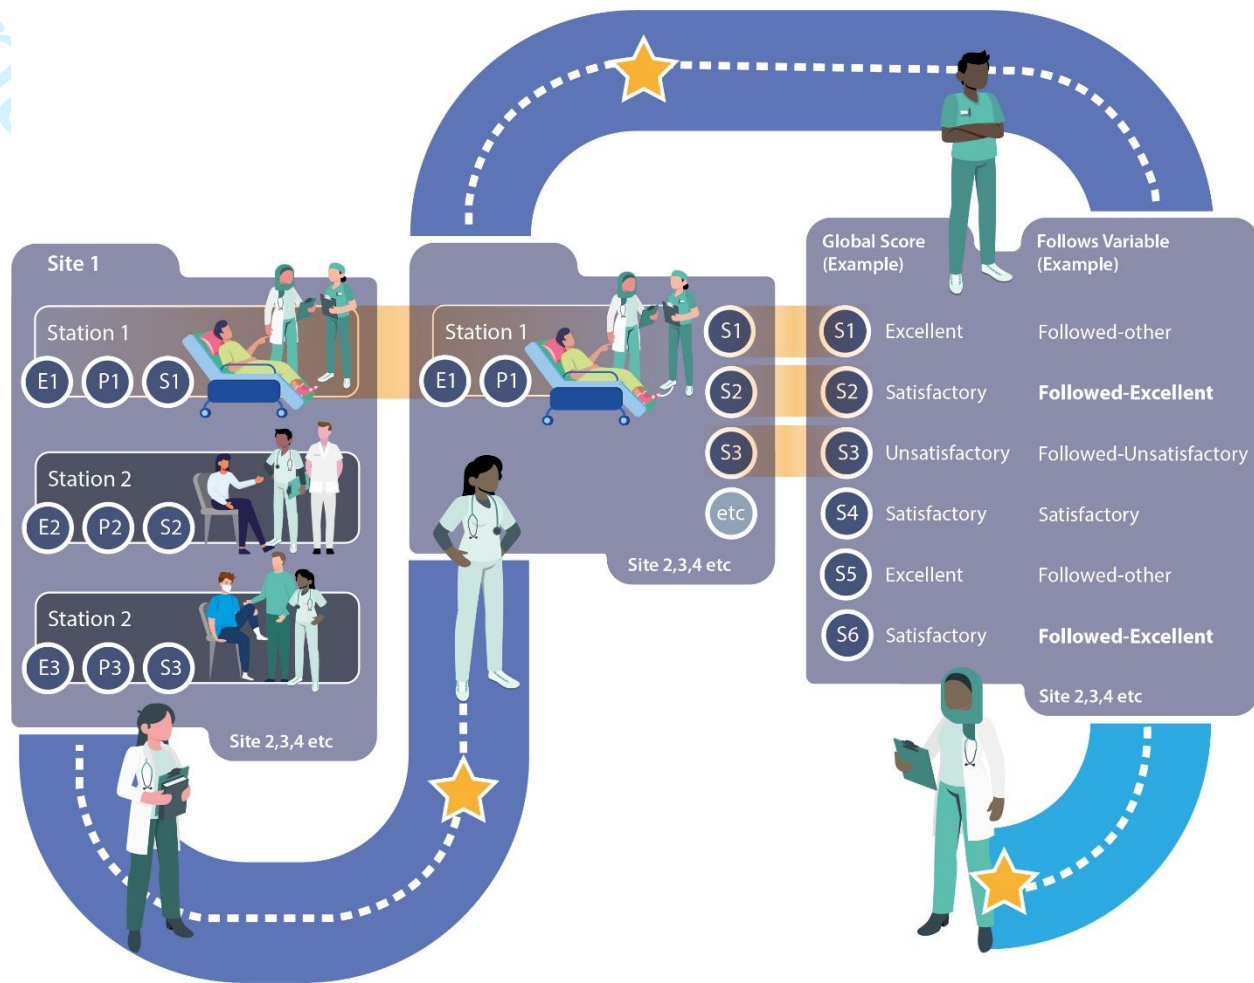 Site 1
Station 1
E1 P1 S1
Station 2
E2 P2 S2
Station 2
E3 P3 S3
Site 2,3,4 etc
Station 1
E1 P1
S1
S2
S3
etc
Site 2,3,4 etc
Global Score
(Example)
Follows Variable
(Example)
S1 Excellent Followed-other
S2 Satisfactory Followed-Excellent
S3 Unsatisfactory Followed-Unsatisfactory
S4 Satisfactory Satisfactory
S5 Excellent Followed-other
S6 Satisfactory Followed-Excellent
Site 2,3,4 etc